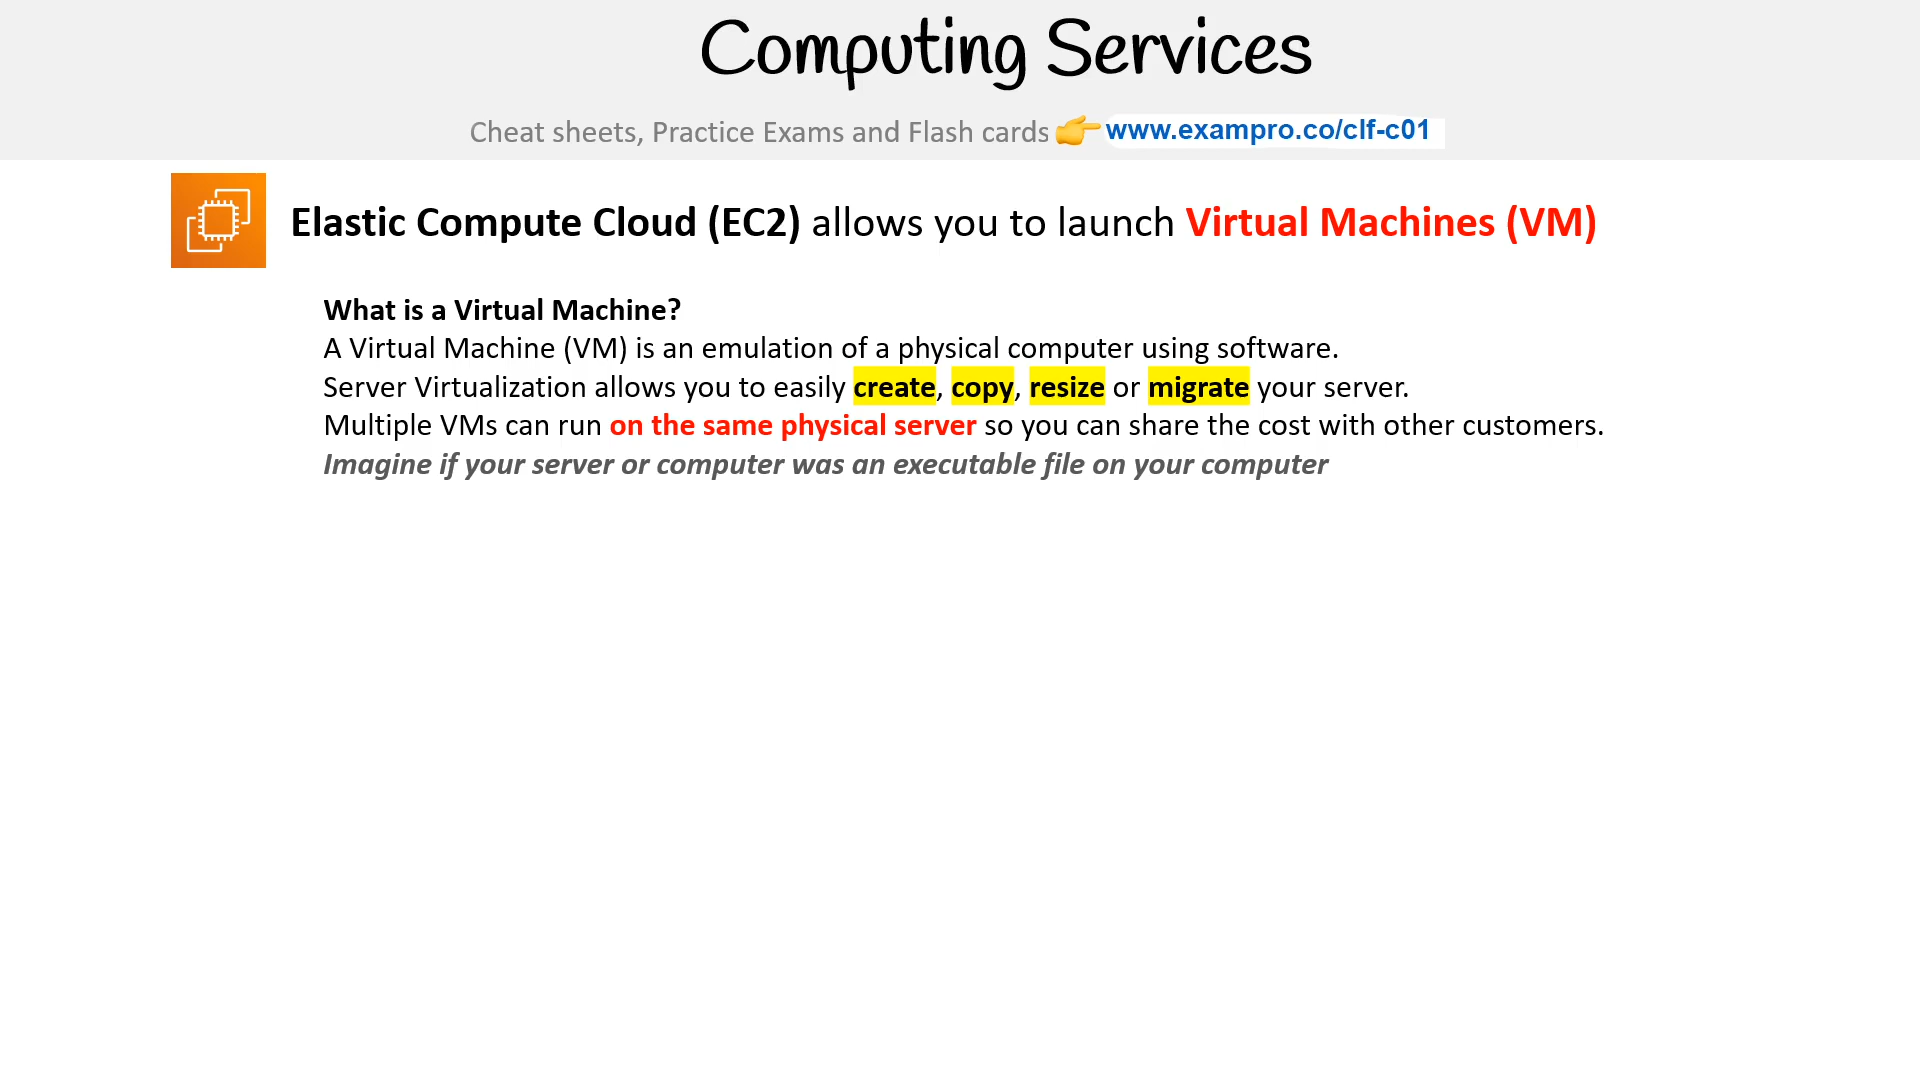 Computing Services
Cheat sheets, Practice Exams and Flash cards 👉 www.exampro.co/clf-c01
Elastic Compute Cloud (EC2) allows you to launch Virtual Machines (VM)
What is a Virtual Machine?
A Virtual Machine (VM) is an emulation of a physical computer using software.
Server Virtualization allows you to easily create, copy, resize or migrate your server.
Multiple VMs can run on the same physical server so you can share the cost with other customers.
Imagine if your server or computer was an executable file on your computer